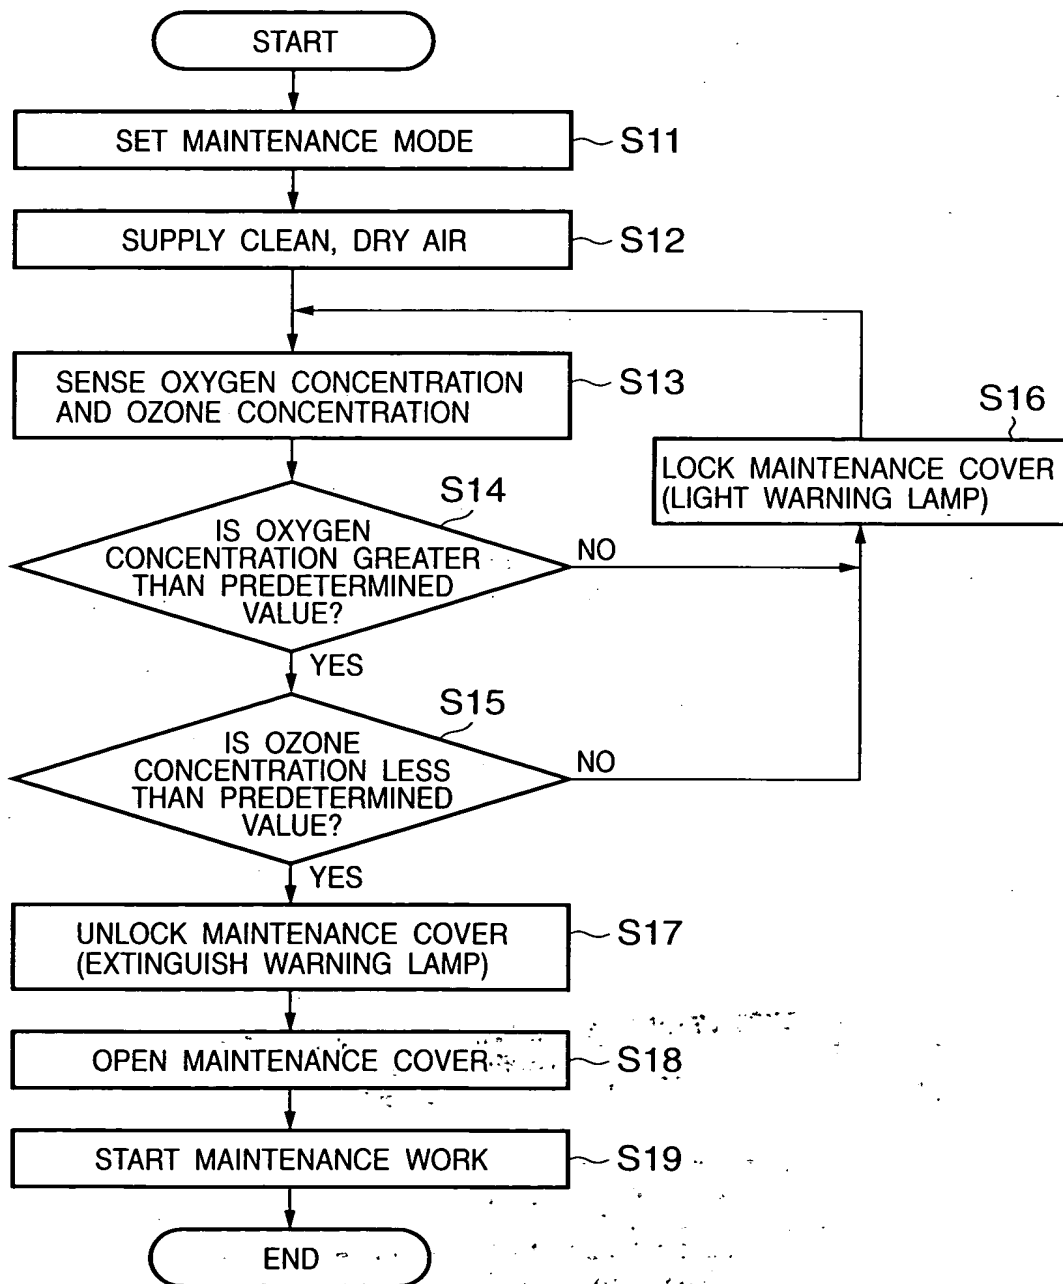 START
SET MAINTENANCE MODE
S11
SUPPLY CLEAN, DRY AIR
S12
SENSE OXYGEN CONCENTRATION
AND OZONE CONCENTRATION
S13
S16
LOCK MAINTENANCE COVER
(LIGHT WARNING LAMP)
S14
IS OXYGEN
CONCENTRATION GREATER
THAN PREDETERMINED
VALUE?
NO
YES
S15
IS OZONE
CONCENTRATION LESS
THAN PREDETERMINED
VALUE?
NO
YES
UNLOCK MAINTENANCE COVER
(EXTINGUISH WARNING LAMP)
S17
OPEN MAINTENANCE COVER
S18
START MAINTENANCE WORK
S19
END